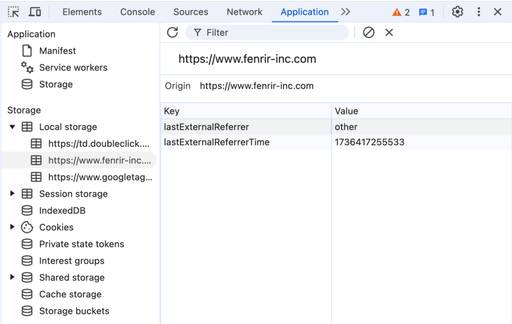 Elements Console Sources Network Application 2 1
Application
Manifest
Service workers
Storage
Storage
Local storage
https://td.doubleclick....
https://www.fenrir-inc....
https://www.googletag...
Session storage
IndexedDB
Cookies
Private state tokens
Interest groups
Shared storage
Cache storage
Storage buckets
Filter
https://www.fenrir-inc.com
Origin https://www.fenrir-inc.com
Key Value
lastExternalReferrer other
lastExternalReferrerTime 1736417255533